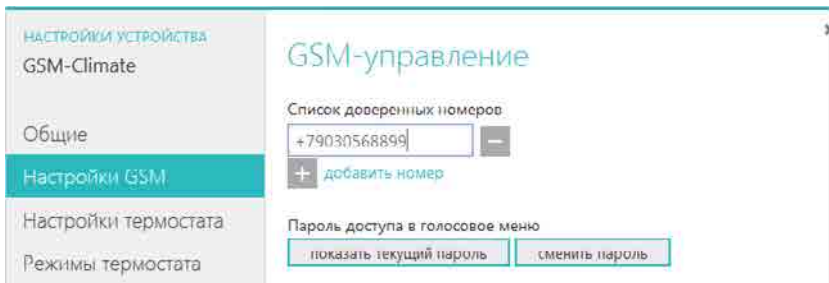 НАСТРОЙКИ УСТРОЙСТВА
GSM-Climate
Общие
Настройки GSM
Настройки термостата
Режимы термостата
GSM-управление
Список доверенных номеров
+79030568899
добавить номер
Пароль доступа в голосовое меню
показать текущий пароль
сменить пароль